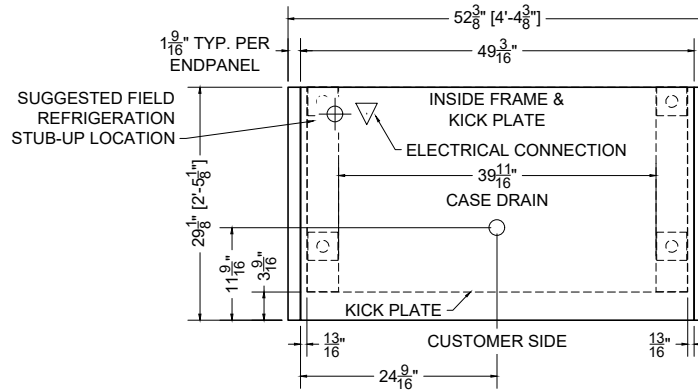 52 3/8" [4'-4 3/8"]
1 9/16" TYP. PER
ENDPANEL
49 3/16"
SUGGESTED FIELD
REFRIGERATION
STUB-UP LOCATION
INSIDE FRAME &
KICK PLATE
ELECTRICAL CONNECTION
39 11/16"
CASE DRAIN
29 1/8" [2'-5 1/8"]
11 9/16"
3 9/16"
KICK PLATE
13/16"
CUSTOMER SIDE
13/16"
24 9/16"